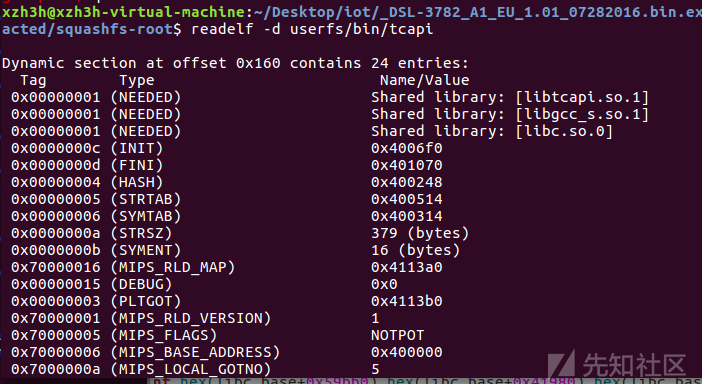 xzh3h@xzh3h-virtual-machine:~/Desktop/iot/_DSL-3782_A1_EU_1.01_07282016.bin.ex
acted/squashfs-root$ readelf -d userfs/bin/tcapi
Dynamic section at offset 0x160 contains 24 entries:
Tag Type Name/Value
0x00000001 (NEEDED) Shared library: [libtcapi.so.1]
0x00000001 (NEEDED) Shared library: [libgcc_s.so.1]
0x00000001 (NEEDED) Shared library: [libc.so.0]
0x0000000c (INIT) 0x4006f0
0x0000000d (FINI) 0x401070
0x00000004 (HASH) 0x400248
0x00000005 (STRTAB) 0x400514
0x00000006 (SYMTAB) 0x400314
0x0000000a (STRSZ) 379 (bytes)
0x0000000b (SYMENT) 16 (bytes)
0x70000016 (MIPS_RLD_MAP) 0x4113a0
0x00000015 (DEBUG) 0x0
0x00000003 (PLTGOT) 0x4113b0
0x70000001 (MIPS_RLD_VERSION) 1
0x70000005 (MIPS_FLAGS) NOTPOT
0x70000006 (MIPS_BASE_ADDRESS) 0x400000
0x7000000a (MIPS_LOCAL_GOTNO) 5
先知社区